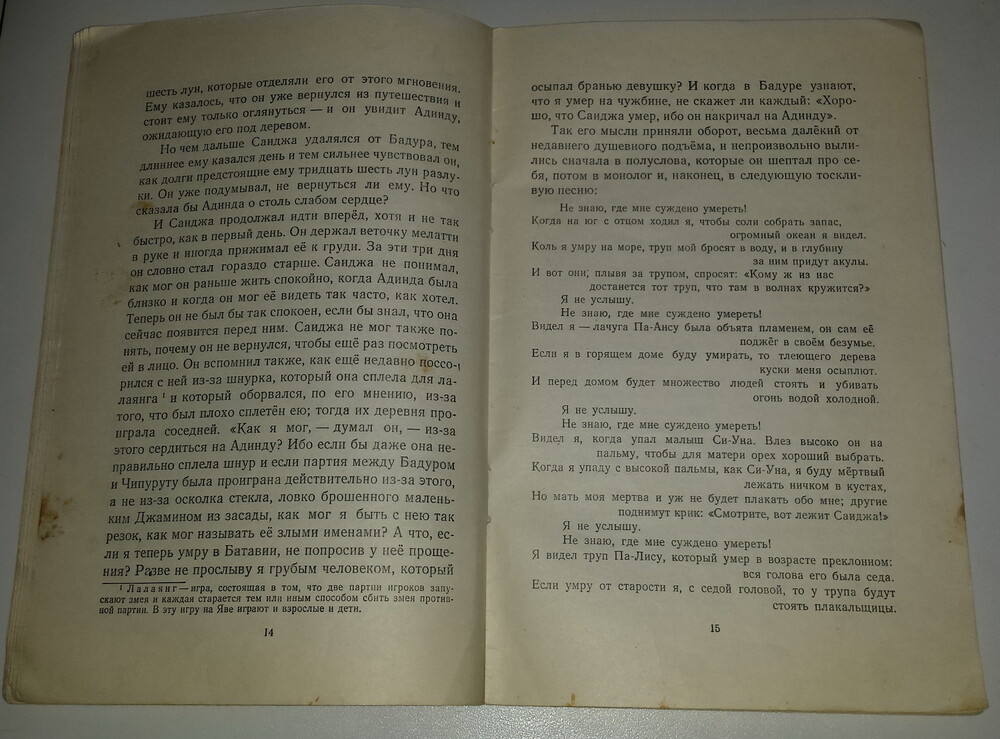 шесть лун, которые отделяли его от этого мгновения.
Ему казалось, что он уже вернулся из путешествия и
стоит ему только оглянуться — и он увидит Адинду,
ожидающую его под деревом.
Но чем дальше Саиджа удалялся от Бадура, тем
длиннее ему казался день и тем сильнее чувствовал он,
как долги предстоящие ему тридцать шесть лун разлу-
ки. Он уже подумывал, не вернуться ли ему. Но что
сказала бы Адинда о столь слабом сердце?
И Саиджа продолжал идти вперёд, хотя и не так
быстро, как в первый день. Он держал веточку мелатти
в руке и иногда прижимал её к груди. За эти три дня
он словно стал гораздо старше. Саиджа не понимал,
как мог он раньше жить спокойно, когда Адинда была
близко и когда он мог её видеть так часто, как хотел.
Теперь он не был бы так спокоен, если бы знал, что она
сейчас появится перед ним. Саиджа не мог также по-
нять, почему он не вернулся, чтобы ещё раз посмотреть
ей в лицо. Он вспомнил также, как ещё недавно поссо-
рился с ней из-за шнурка, который она сплела для ла-
лаянга ¹ и который оборвался, по его мнению, из-за
того, что был плохо сплетён ею; тогда их деревня про-
играла соседней. «Как я мог, — думал он, — из-за
этого сердиться на Адинду? Ибо если бы даже она не-
правильно сплела шнур и если партия между Бадуром
и Чипуруту была проиграна действительно из-за этого,
а не из-за осколка стекла, ловко брошенного малень-
ким Джамином из засады, как мог я быть с нею так
резок, как мог называть её злыми именами? А что, ес-
ли я теперь умру в Батавии, не попросив у неё проще-
ния? Разве не прослыву я грубым человеком, который
¹ Лалаянг — игра, состоящая в том, что две партии игроков запу-
скают змея и каждая старается тем или иным способом сбить змея против-
ной партии. В эту игру на Яве играют и взрослые и дети.
14
осыпал бранью девушку? И когда в Бадуре узнают,
что я умер на чужбине, не скажет ли каждый: «Хоро-
шо, что Саиджа умер, ибо он накричал на Адинду».
Так его мысли приняли оборот, весьма далёкий от
недавнего душевного подъёма, и непроизвольно выли-
лись сначала в полуслова, которые он шептал про се-
бя, потом в монолог и, наконец, в следующую тоскли-
вую песню:
Не знаю, где мне суждено умереть!
Когда на юг с отцом ходил я, чтобы соли собрать запас,
огромный океан я видел.
Коль я умру на море, труп мой бросят в воду, и в глубину
за ним придут акулы.
И вот они, плывя за трупом, спросят: «Кому ж из нас
достанется тот труп, что там в волнах кружится?»
Я не услышу.
Не знаю, где мне суждено умереть!
Видел я — лачуга Па-Ансу была объята пламенем, он сам её
поджёг в своём безумье.
Если я в горящем доме буду умирать, то тлеющего дерева
куски меня осыплют.
И перед домом будет множество людей стоять и убивать
огонь водой холодной.
Я не услышу.
Не знаю, где мне суждено умереть!
Видел я, когда упал малыш Си-Уна. Влез высоко он на
пальму, чтобы для матери орех хороший выбрать.
Когда я упаду с высокой пальмы, как Си-Уна, я буду мёртвый
лежать ничком в кустах,
Но мать моя мертва и уж не будет плакать обо мне; другие
поднимут крик: «Смотрите, вот лежит Саиджа!»
Я не услышу.
Не знаю, где мне суждено умереть!
Я видел труп Па-Лису, который умер в возрасте преклонном:
вся голова его была седа.
Если умру от старости я, с седой головой, то у трупа будут
стоять плакальщицы.
15